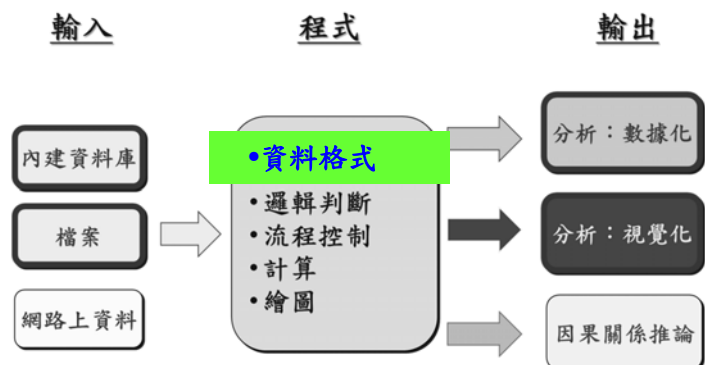 輸入
程式
輸出
內建資料庫
檔案
網路上資料
•資料格式
•邏輯判斷
•流程控制
•計算
•繪圖
分析：數據化
分析：視覺化
因果關係推論